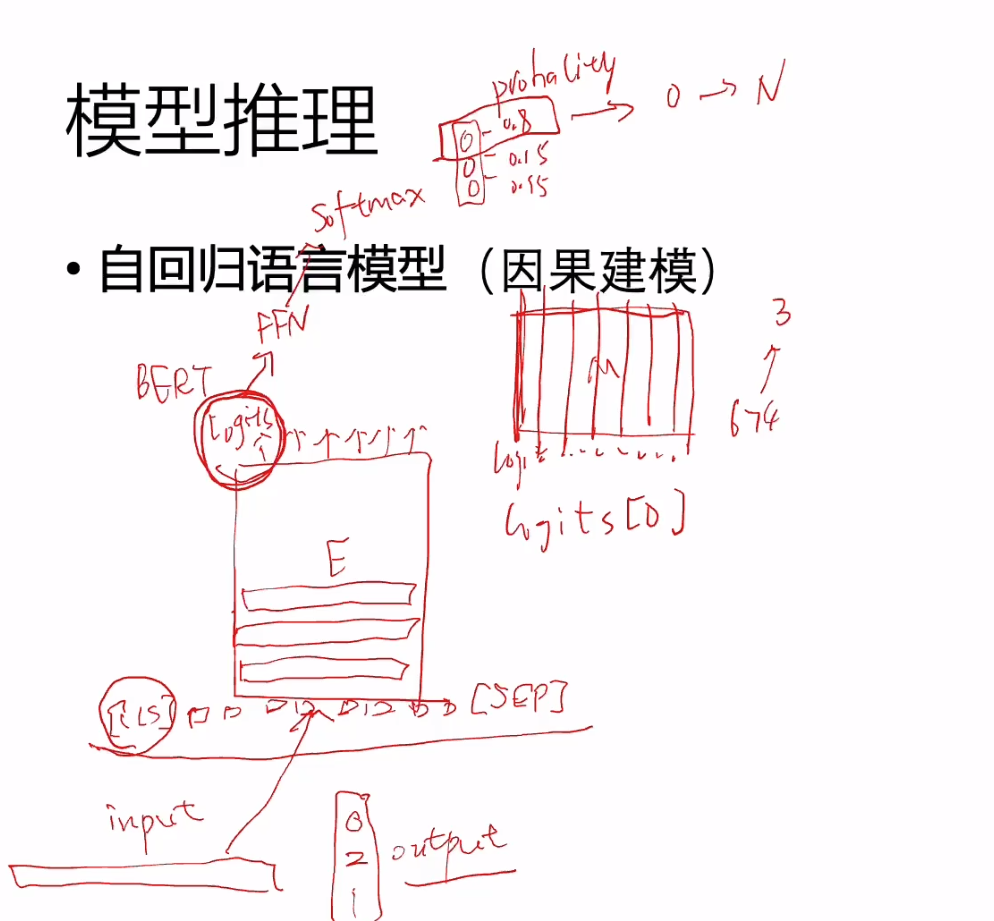 模型推理
probality
0 - 0.8 → 0 → N
0 - 0.15
0 - 0.15
softmax
• 自回归语言模型（因果建模）
FFN
3
BERT
logits
M
674
logit
logits[0]
E
[CLS] [SEP]
input
0
2 output
1